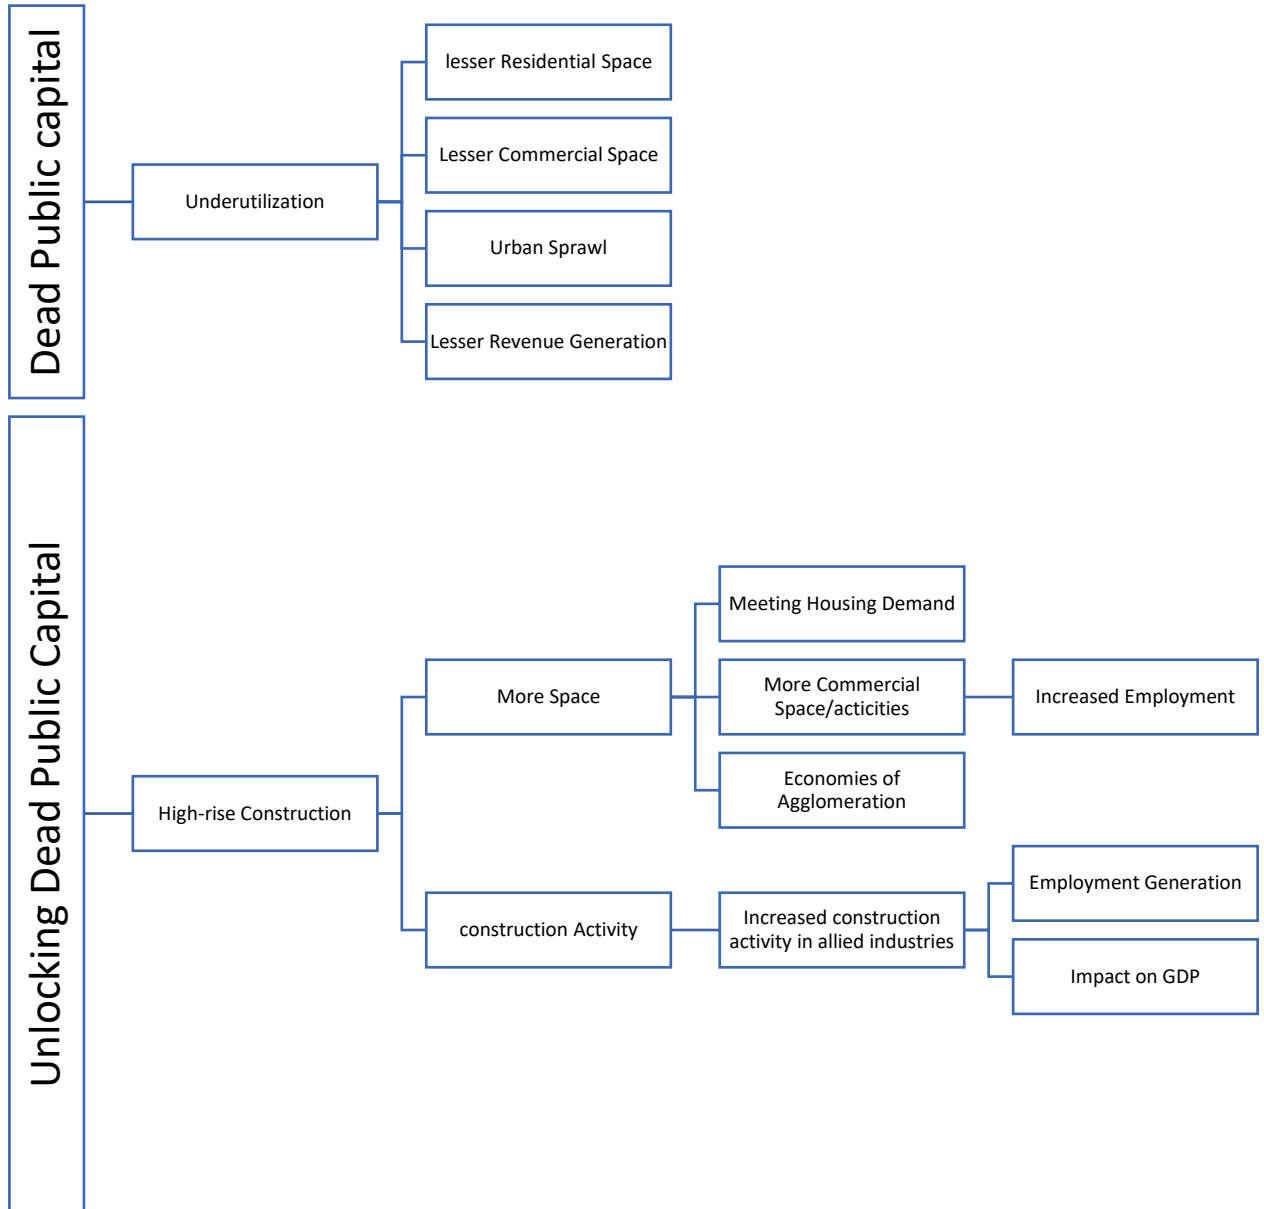 Dead Public capital
Underutilization
lesser Residential Space
Lesser Commercial Space
Urban Sprawl
Lesser Revenue Generation
Unlocking Dead Public Capital
High-rise Construction
More Space
Meeting Housing Demand
More Commercial
Space/acticities
Increased Employment
Economies of
Agglomeration
construction Activity
Increased construction
activity in allied industries
Employment Generation
Impact on GDP